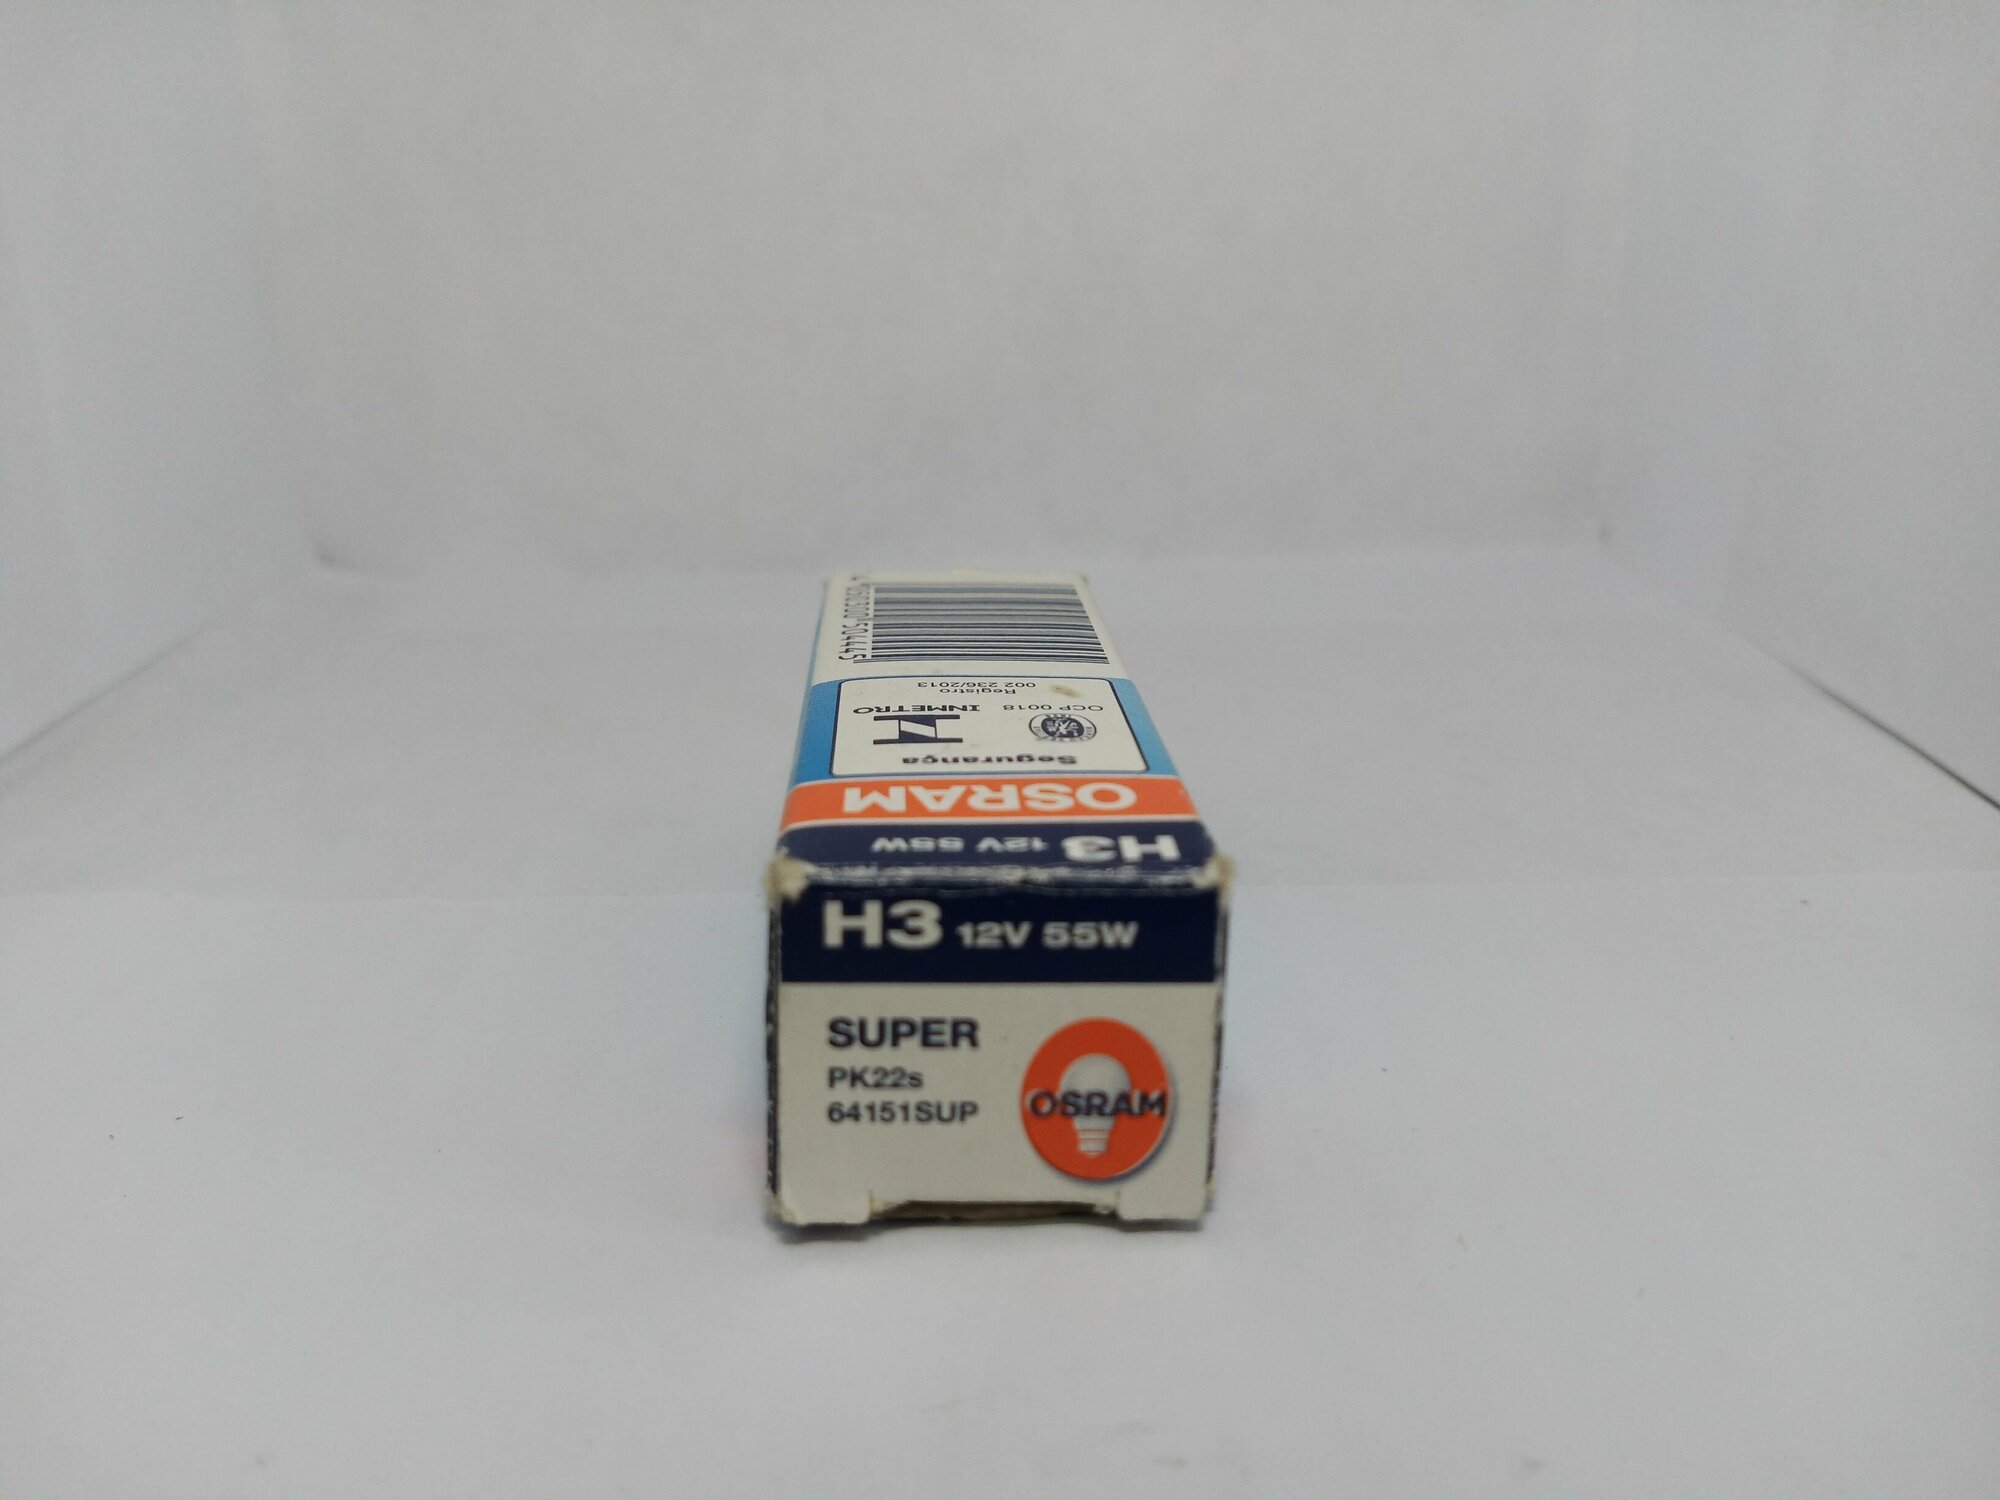 H3 12V 55W
SUPER
PK22s
64151SUP
OSRAM
H3 12V 55W
OSRAM
Segurança
OCP 0018 INMETRO
Registro
002 236/2013